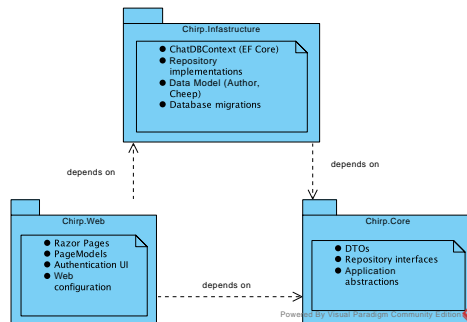 Chirp.Infastructure
● ChatDBContext (EF Core)
● Repository
implementations
● Data Model (Author,
Cheep)
● Database migrations
depends on
depends on
Chirp.Web
● Razor Pages
● PageModels
● Authentication UI
● Web
configuration
depends on
Chirp.Core
● DTOs
● Repository interfaces
● Application
abstractions
Powered By Visual Paradigm Community Edition